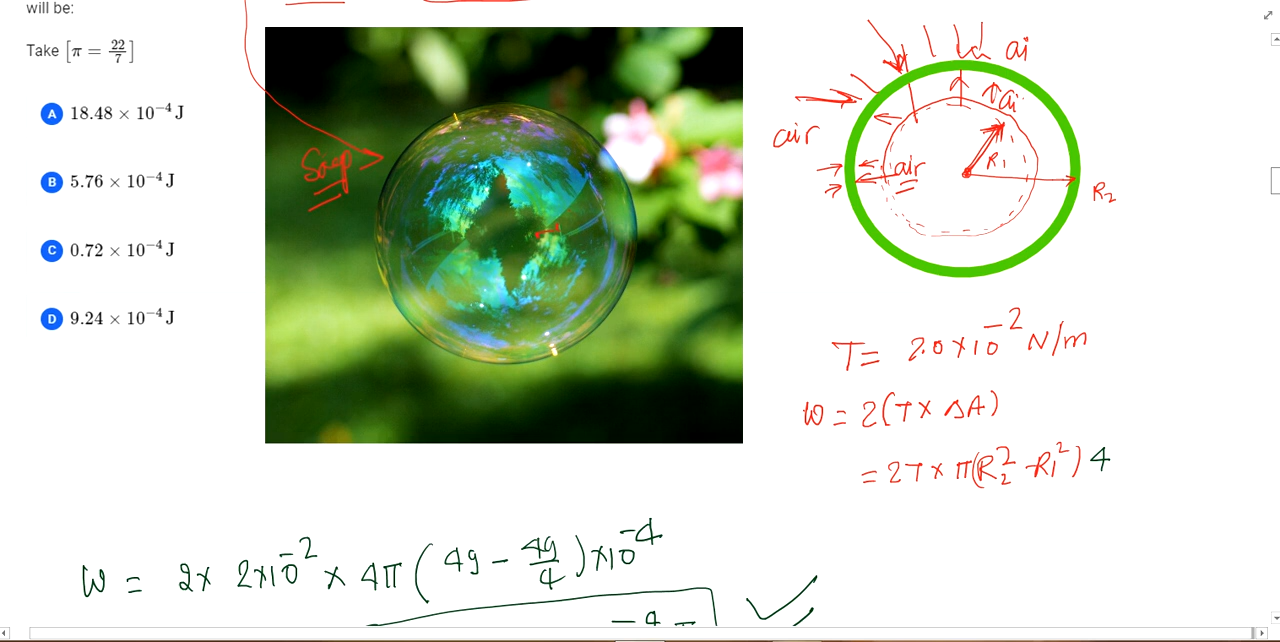 will be:
Take [π = 22/7]
A 18.48 × 10⁻⁴ J
B 5.76 × 10⁻⁴ J
C 0.72 × 10⁻⁴ J
D 9.24 × 10⁻⁴ J
Soap
ai
ai
air
air
R₁
R₂
T = 2.0×10⁻² N/m
W = 2(T × ΔA)
= 2T × π(R₂² - R₁²) 4
W = 2× 2×10⁻² × 4π (49 - 49/4) ×10⁻⁴